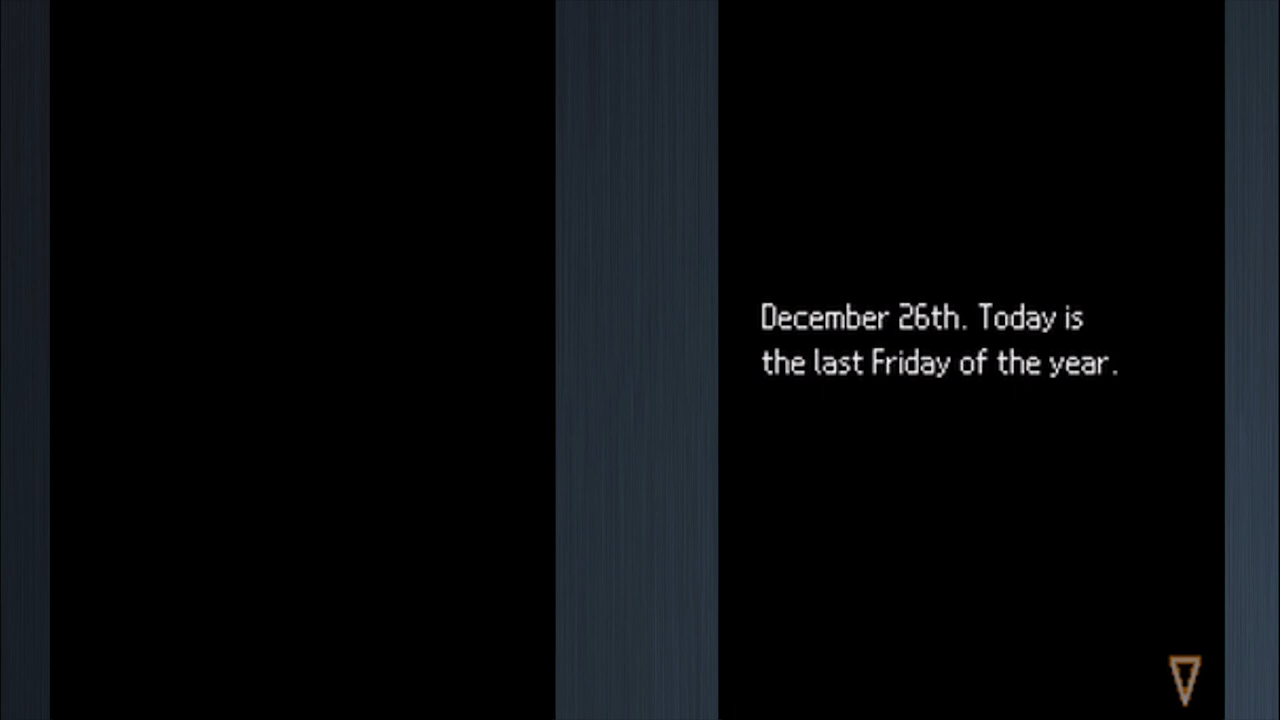 December 26th. Today is
the last Friday of the year.